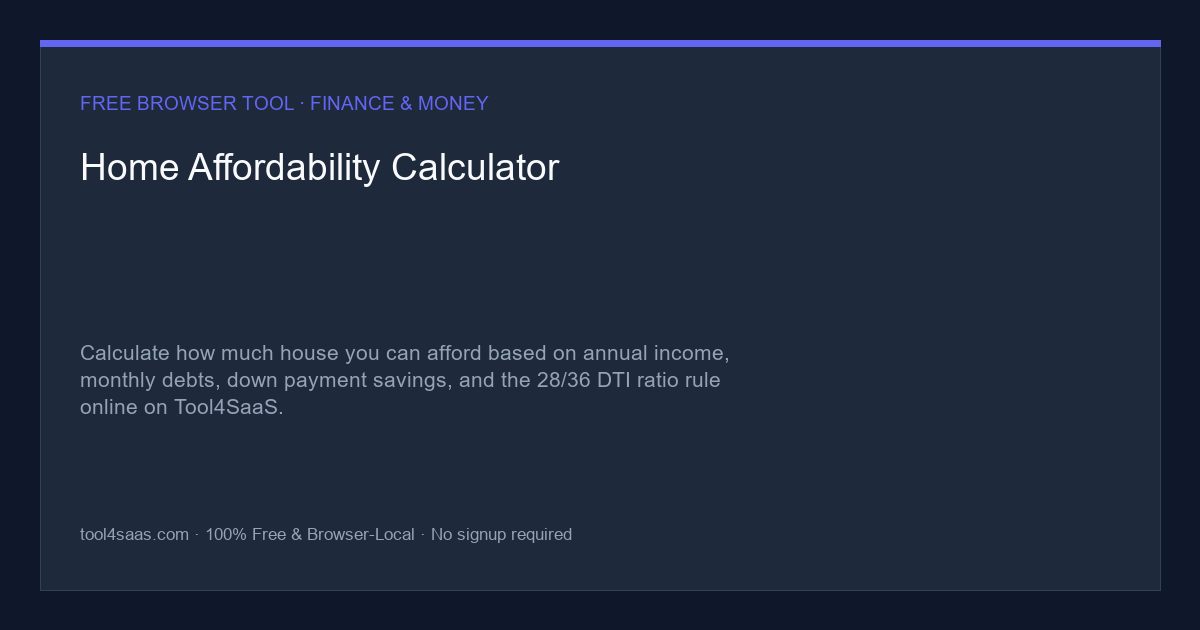 FREE BROWSER TOOL · FINANCE & MONEY
Home Affordability Calculator
Calculate how much house you can afford based on annual income,
monthly debts, down payment savings, and the 28/36 DTI ratio rule
online on Tool4SaaS.
tool4saas.com · 100% Free & Browser-Local · No signup required